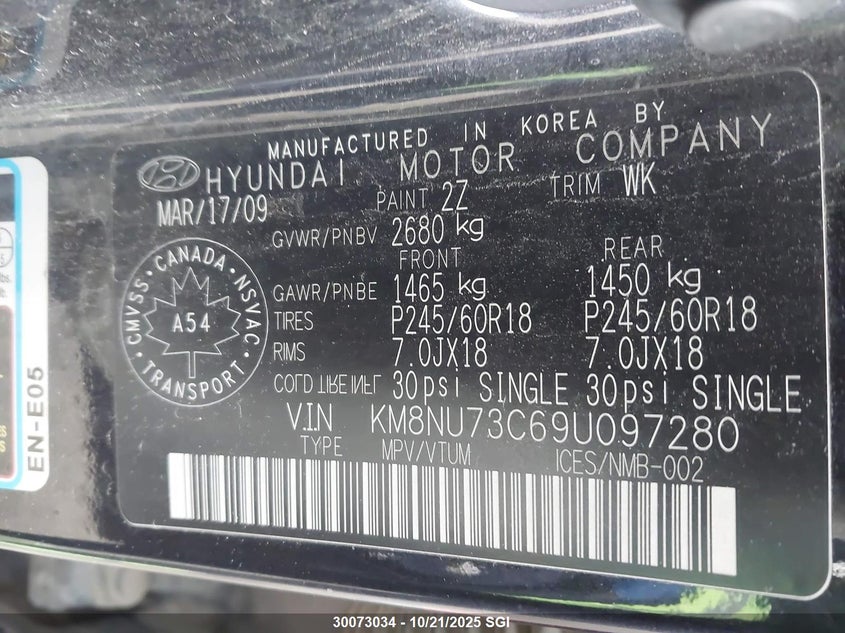 MANUFACTURED IN KOREA BY
HYUNDAI MOTOR COMPANY
MAR/17/09 PAINT 2Z TRIM WK
GVWR/PNBV 2680 kg
FRONT REAR
GAWR/PNBE 1465 kg 1450 kg
TIRES P245/60R18 P245/60R18
RIMS 7.0JX18 7.0JX18
COLD TIRE INFL 30psi SINGLE 30psi SINGLE
VIN KM8NU73C69U097280
TYPE MPV/VTUM ICES/NMB-002
CMVSS • CANADA • NSVAC
A54
TRANSPORT
EN-E05
30073034 - 10/21/2025 SGI